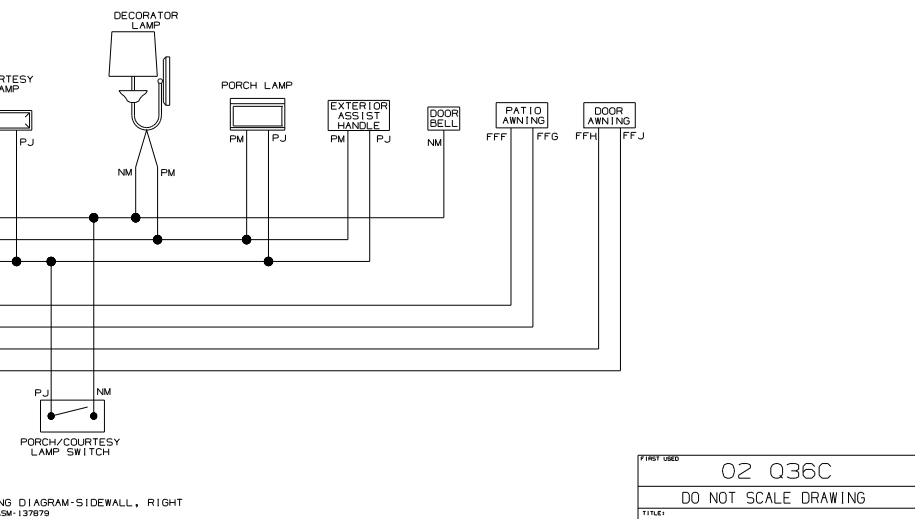 DECORATOR
LAMP
RTESY
AMP
PJ
NM
PM
PORCH LAMP
PM
PJ
EXTERIOR
ASSIST
HANDLE
PM
PJ
DOOR
BELL
NM
PATIO
AWNING
FFF
FFG
DOOR
AWNING
FFH
FFJ
PJ
NM
PORCH/COURTESY
LAMP SWITCH
NG DIAGRAM-SIDEWALL, RIGHT
SM-137879
FIRST USED
02 Q36C
DO NOT SCALE DRAWING
TITLE: